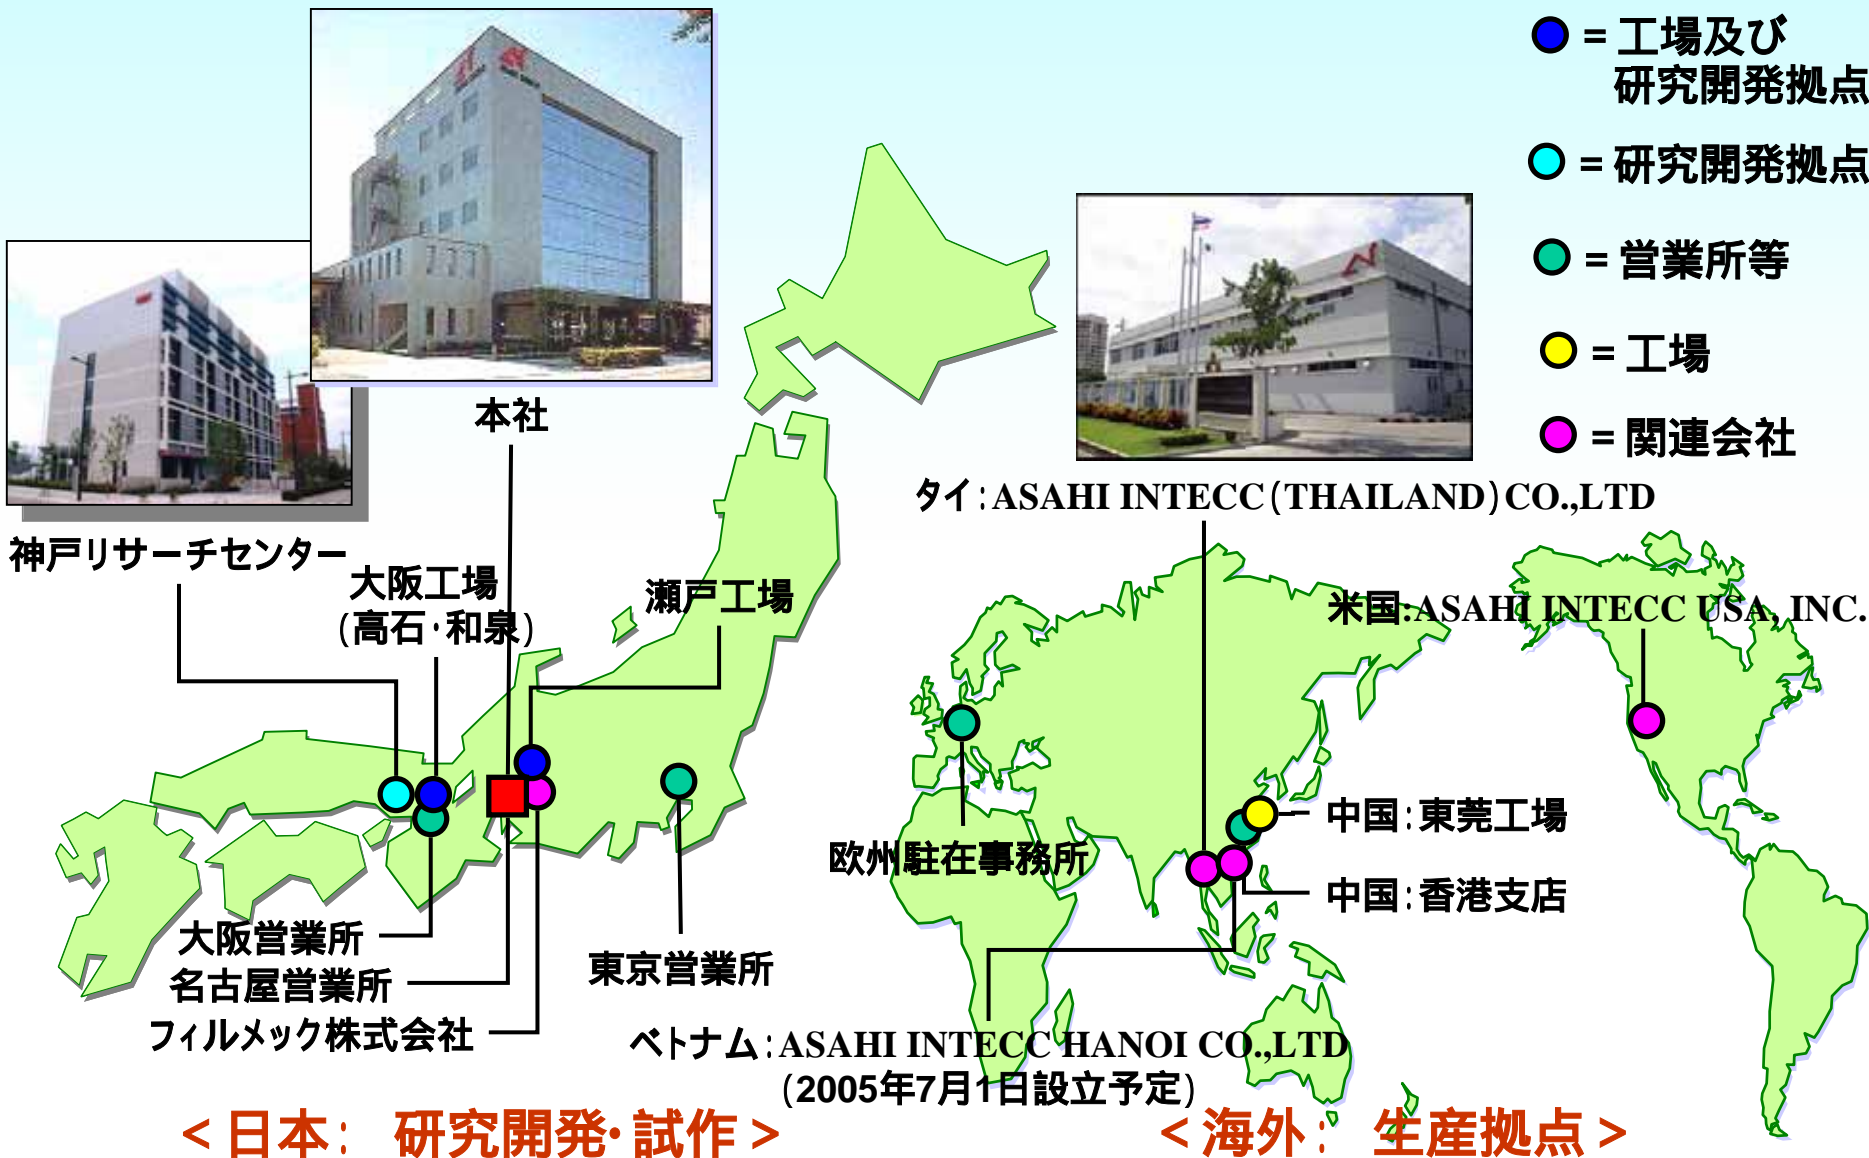 = 工場及び
研究開発拠点
= 研究開発拠点
= 営業所等
= 工場
= 関連会社
本社
神戸リサーチセンター
大阪工場
(高石・和泉)
瀬戸工場
大阪営業所
名古屋営業所
フィルメック株式会社
東京営業所
タイ:ASAHI INTECC(THAILAND)CO.,LTD
米国:ASAHI INTECC USA, INC.
欧州駐在事務所
中国:東莞工場
中国:香港支店
ベトナム:ASAHI INTECC HANOI CO.,LTD
(2005年7月1日設立予定)
<日本: 研究開発・試作>
<海外: 生産拠点>